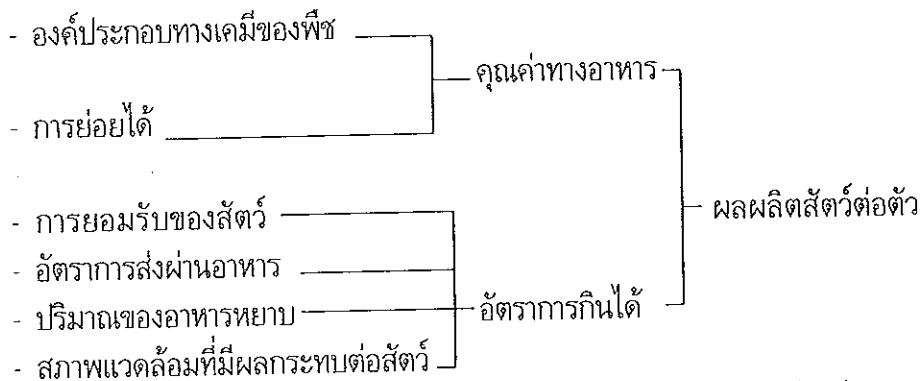 - องค์ประกอบทางเคมีของพืช
คุณค่าทางอาหาร
- การย่อยได้
ผลผลิตสัตว์ต่อตัว
- การยอมรับของสัตว์
- อัตราการส่งผ่านอาหาร
- ปริมาณของอาหารหยาบ
อัตราการกินได้
- สภาพแวดล้อมที่มีผลกระทบต่อสัตว์